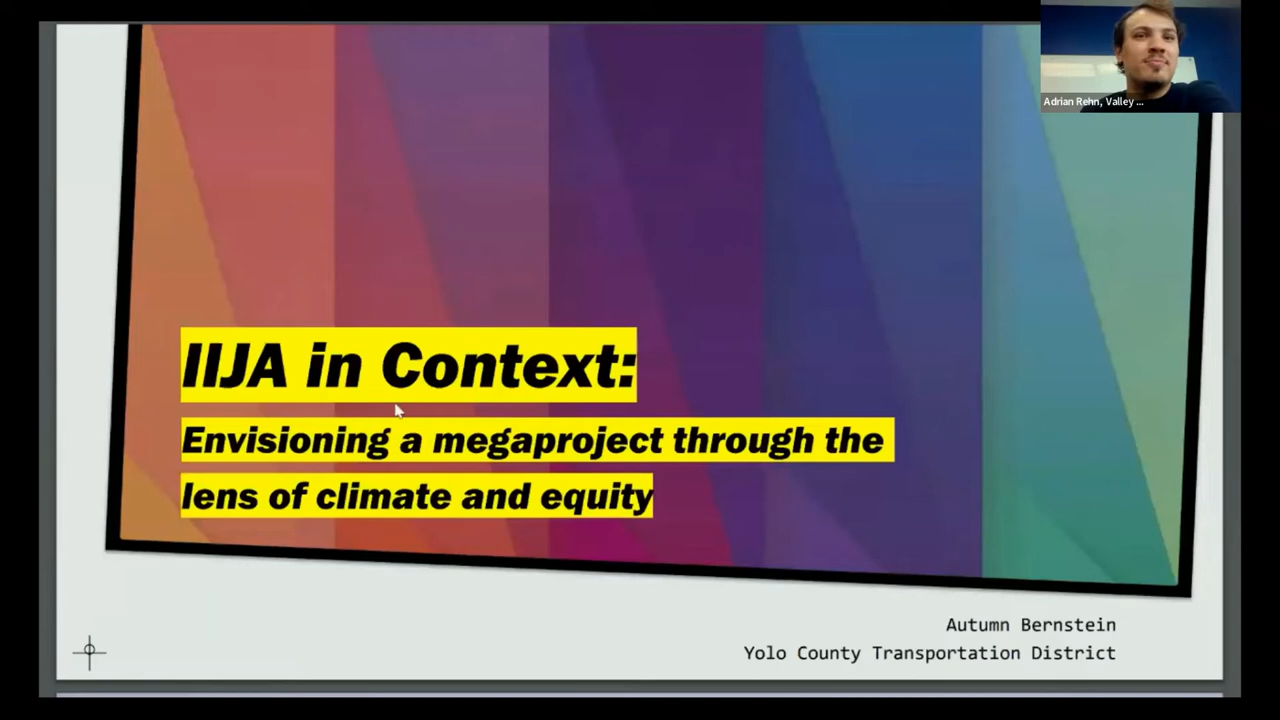 Adrian Rehn, Valley ...
IIJA in Context:
Envisioning a megaproject through the
lens of climate and equity
Autumn Bernstein
Yolo County Transportation District